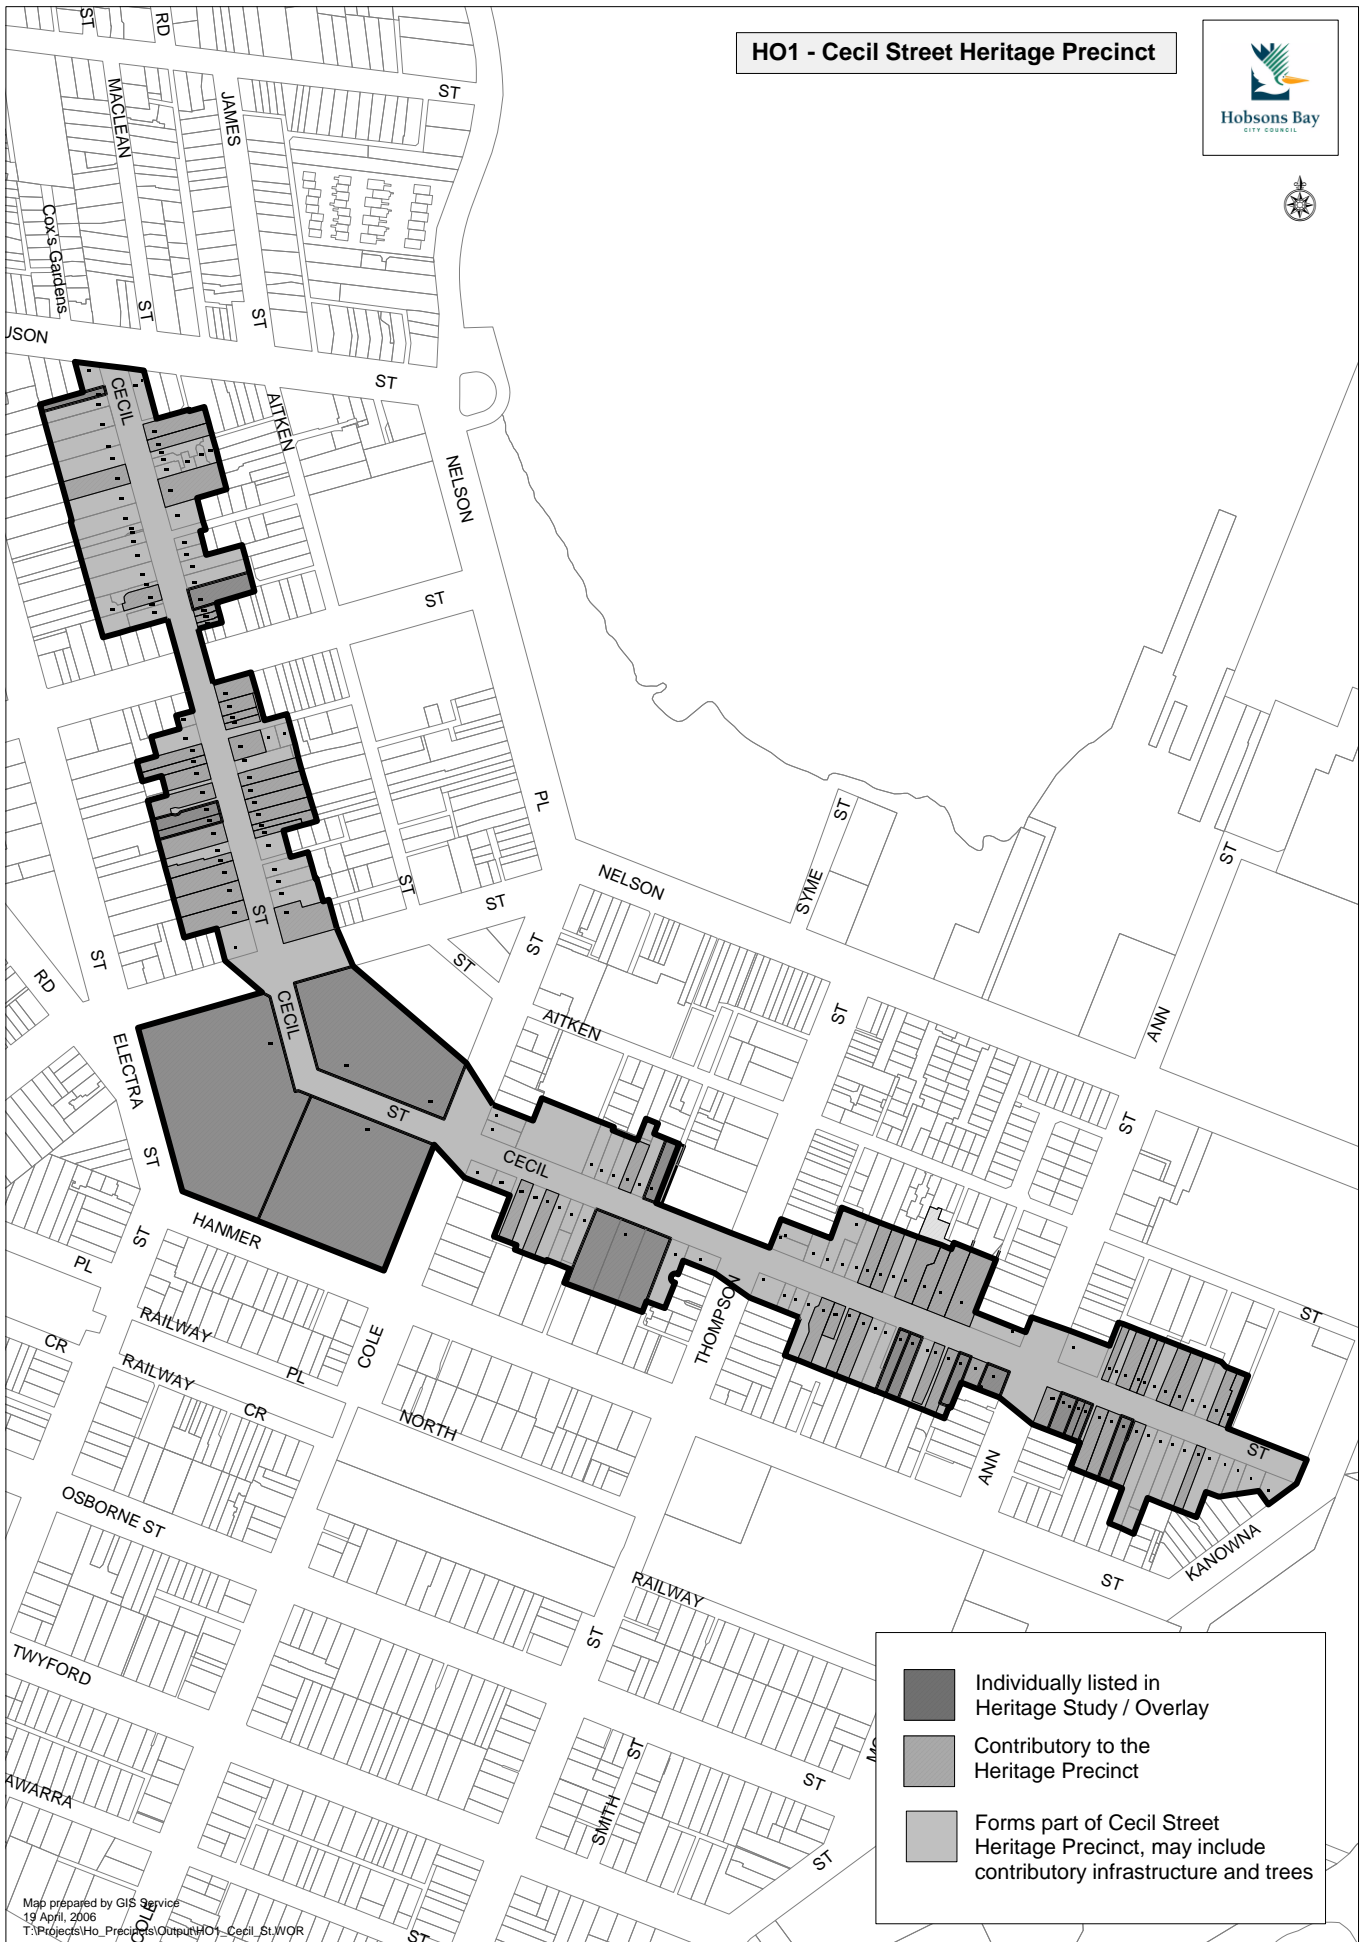 HO1 - Cecil Street Heritage Precinct
Hobsons Bay
CITY COUNCIL
ST
RD
MACLEAN
JAMES
ST
Cox's Gardens
ST
ST
USON
ST
CECIL
AITKEN
NELSON
ST
PL
ST
NELSON
SYME
ST
ST
ST
ST
ST
ST
ST
ST
RD
CECIL
AITKEN
ST
ANN
ELECTRA
ST
ST
CECIL
ST
HANMER
ST
PL
THOMPSON
ST
RAILWAY
PL
COLE
CR
RAILWAY
CR
NORTH
ANN
ST
OSBORNE ST
KANOWNA
ST
RAILWAY
ST
TWYFORD
ST
ST
SMITH
AWARRA
ST
COLE
ST
Individually listed in
Heritage Study / Overlay
Contributory to the
Heritage Precinct
Forms part of Cecil Street
Heritage Precinct, may include
contributory infrastructure and trees
Map prepared by GIS Service
19 April, 2006
T:\Projects\Ho_Precincts\Output\HO1_Cecil_St.WOR